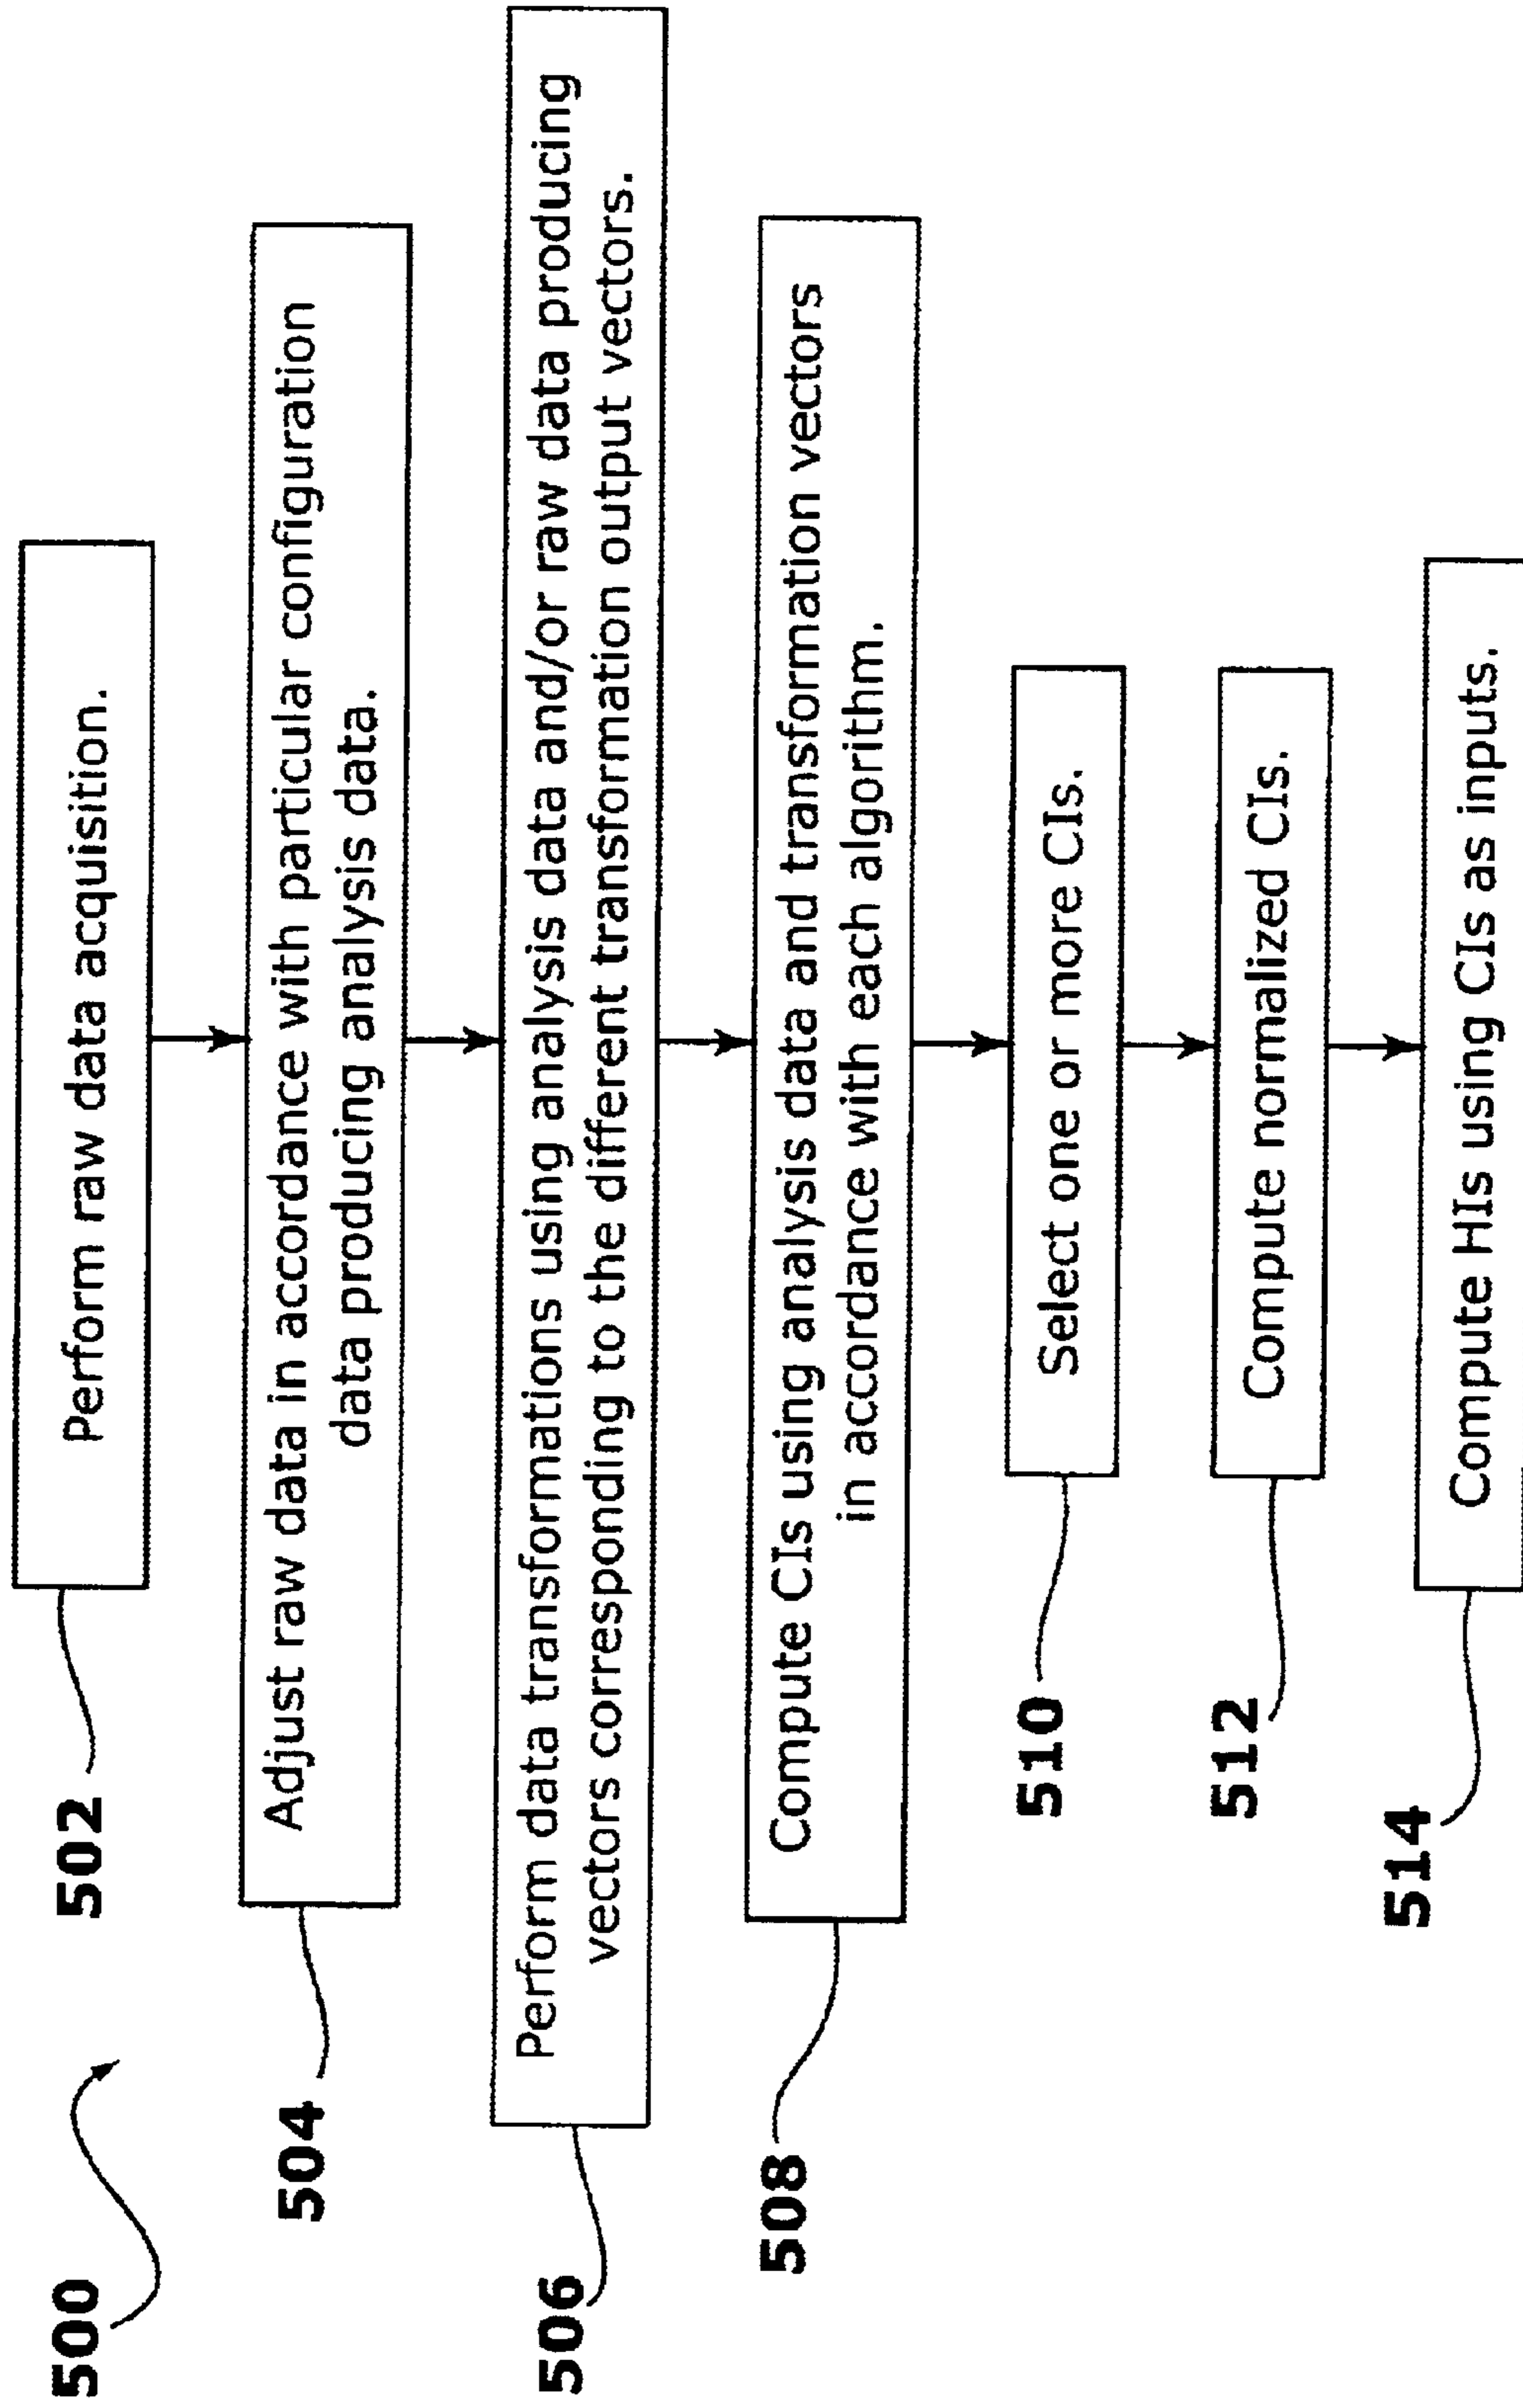 500
502
Perform raw data acquisition.
504
Adjust raw data in accordance with particular configuration
data producing analysis data.
506
Perform data transformations using analysis data and/or raw data producing
vectors corresponding to the different transformation output vectors.
508
Compute CIs using analysis data and transformation vectors
in accordance with each algorithm.
510
Select one or more CIs.
512
Compute normalized CIs.
514
Compute HIs using CIs as inputs.